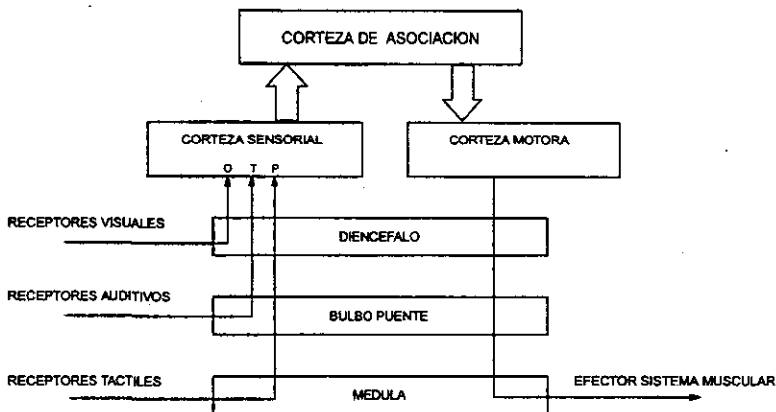 CORTEZA DE ASOCIACION
CORTEZA SENSORIAL
CORTEZA MOTORA
O T P
RECEPTORES VISUALES
DIENCEFALO
RECEPTORES AUDITIVOS
BULBO PUENTE
RECEPTORES TACTILES
MEDULA
EFECTOR SISTEMA MUSCULAR